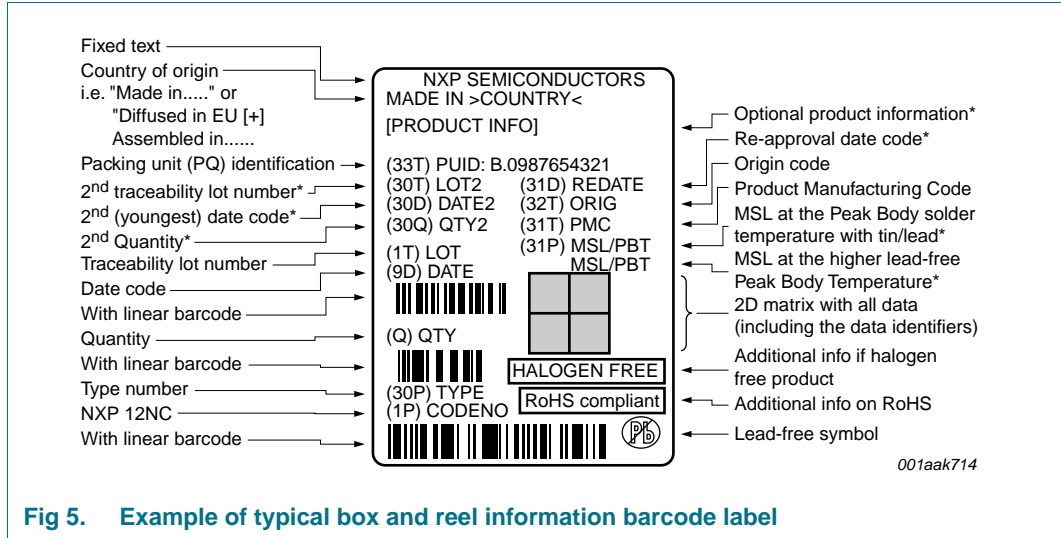 Fixed text
Country of origin
i.e. "Made in....." or
"Diffused in EU [+]
Assembled in......
Packing unit (PQ) identification
2nd traceability lot number*
2nd (youngest) date code*
2nd Quantity*
Traceability lot number
Date code
With linear barcode
Quantity
With linear barcode
Type number
NXP 12NC
With linear barcode
NXP SEMICONDUCTORS
MADE IN >COUNTRY<
[PRODUCT INFO]
(33T) PUID: B.0987654321
(30T) LOT2 (31D) REDATE
(30D) DATE2 (32T) ORIG
(30Q) QTY2 (31T) PMC
(31P) MSL/PBT
(1T) LOT MSL/PBT
(9D) DATE
(Q) QTY
HALOGEN FREE
(30P) TYPE
RoHS compliant
(1P) CODENO
Pb
Optional product information*
Re-approval date code*
Origin code
Product Manufacturing Code
MSL at the Peak Body solder
temperature with tin/lead*
MSL at the higher lead-free
Peak Body Temperature*
2D matrix with all data
(including the data identifiers)
Additional info if halogen
free product
Additional info on RoHS
Lead-free symbol
001aak714
Fig 5. Example of typical box and reel information barcode label